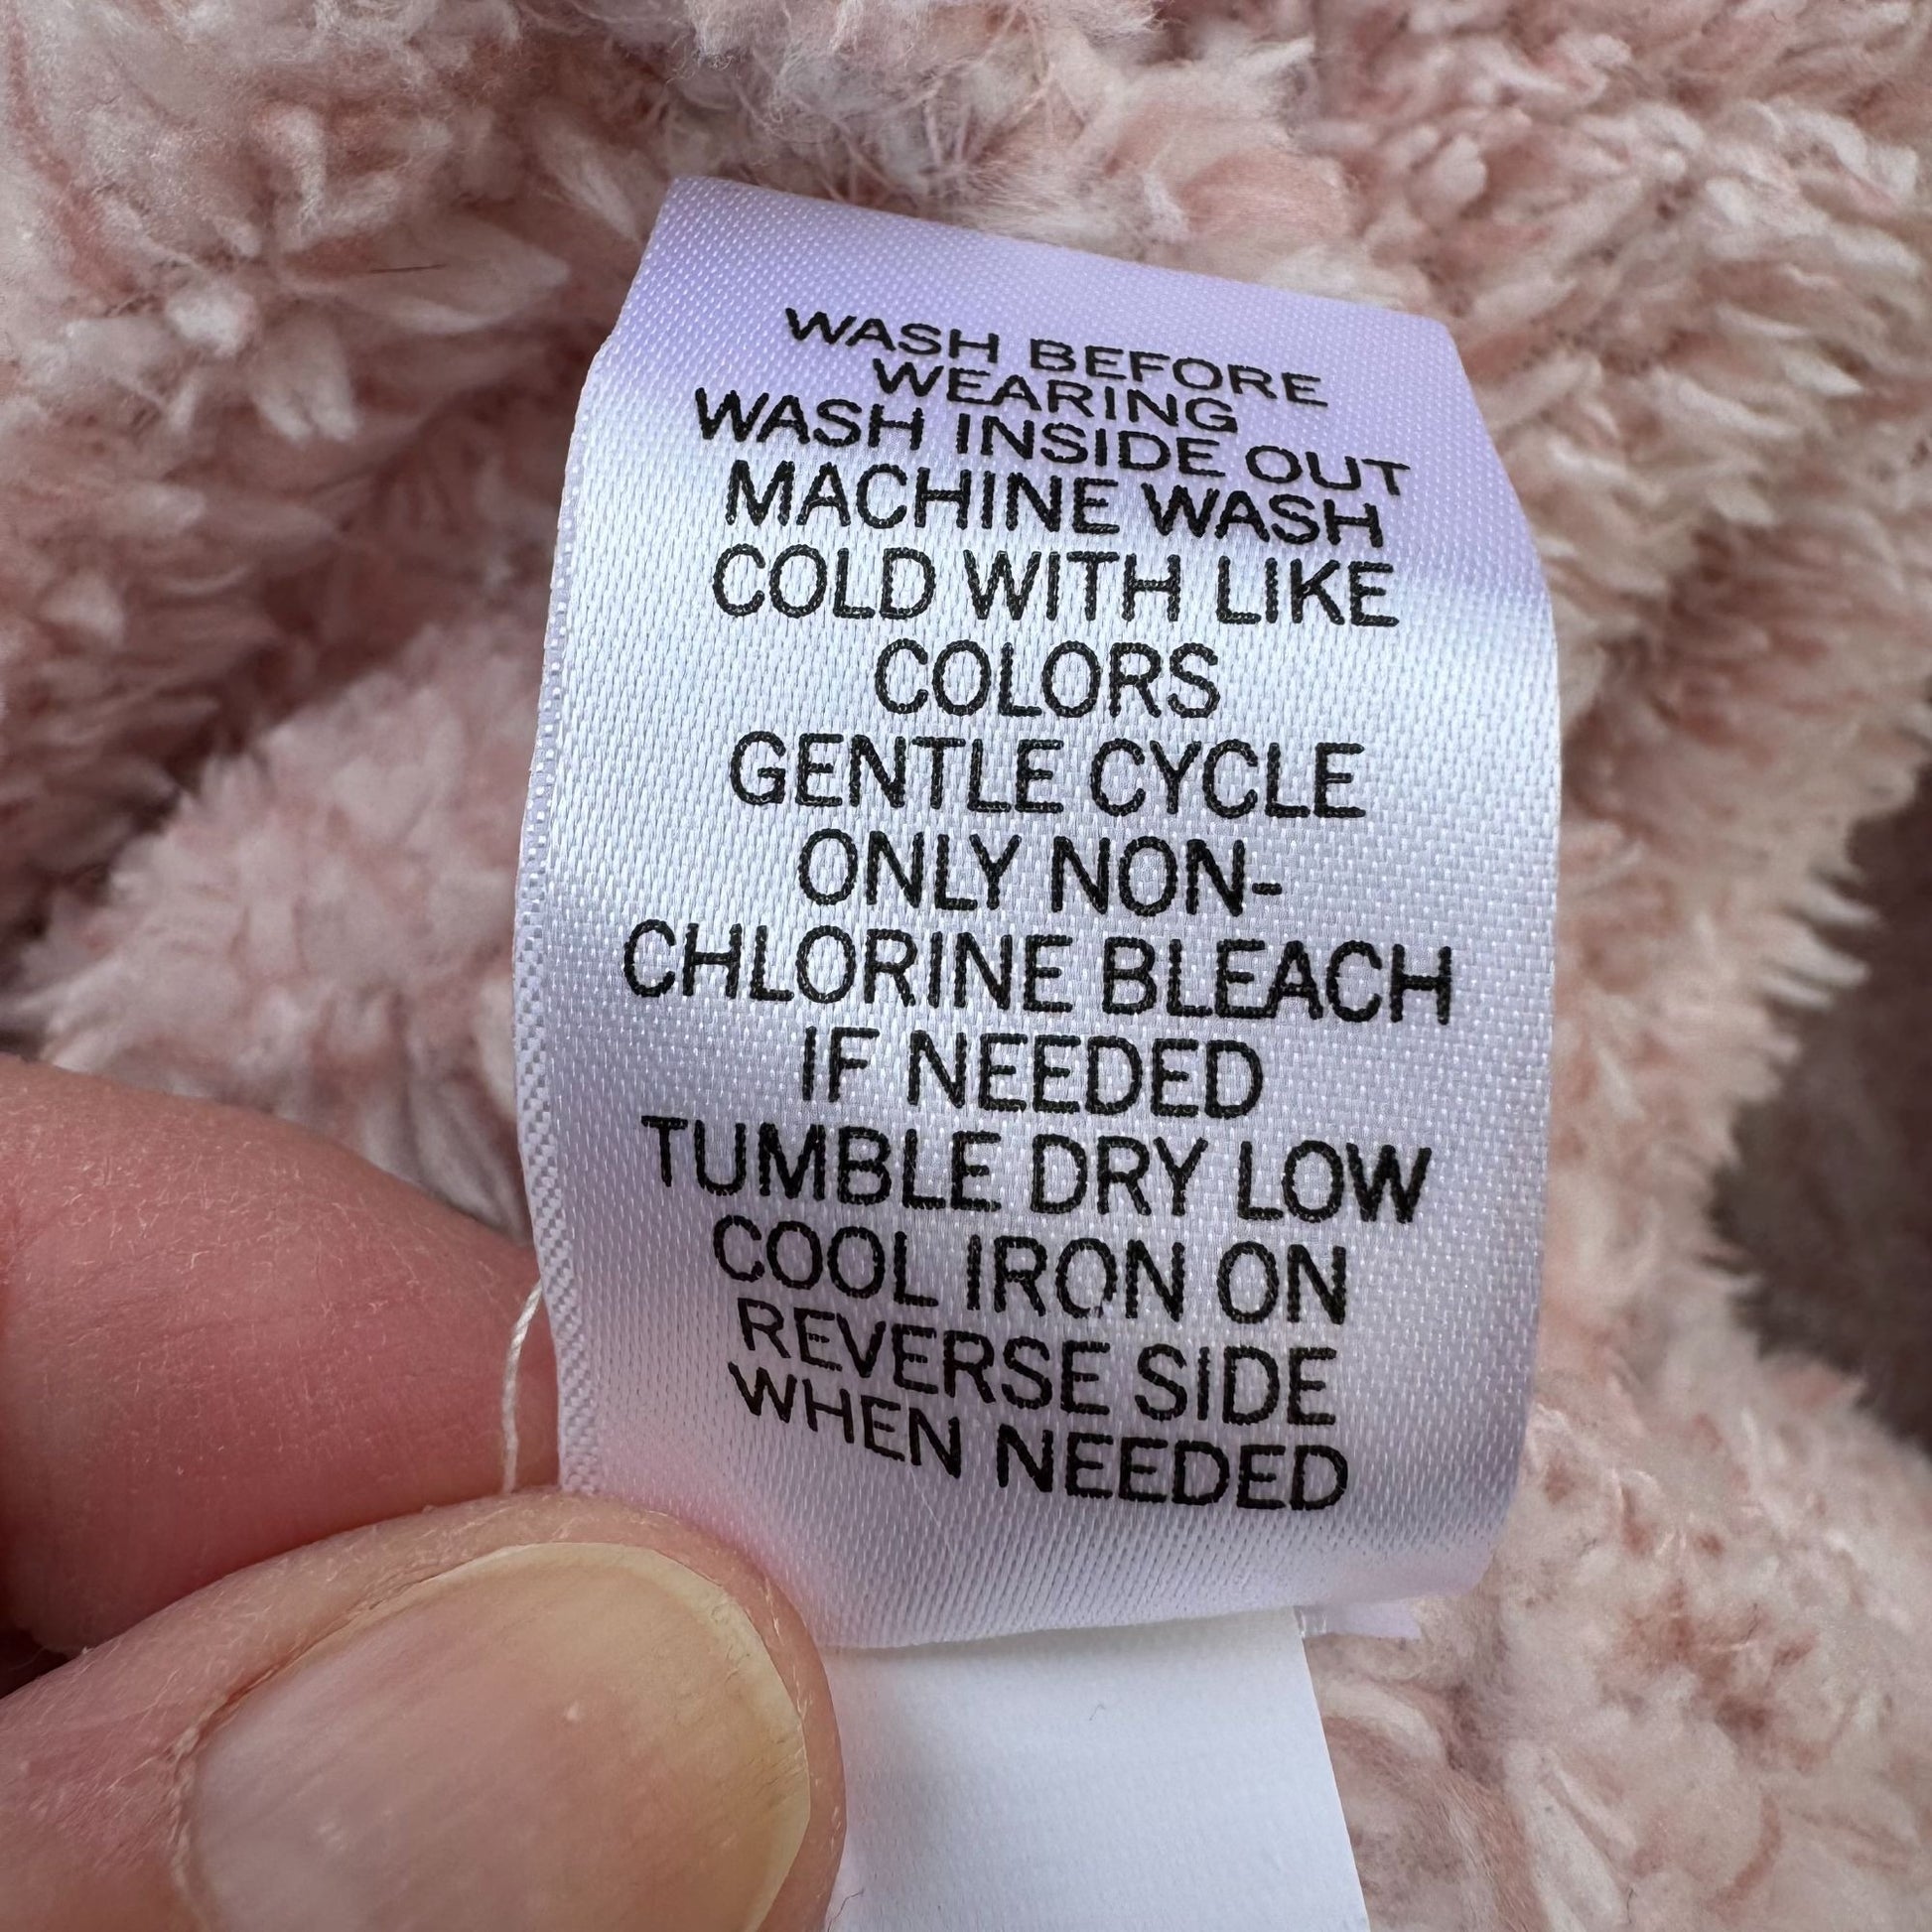 WASH BEFORE
WEARING
WASH INSIDE OUT
MACHINE WASH
COLD WITH LIKE
COLORS
GENTLE CYCLE
ONLY NON-
CHLORINE BLEACH
IF NEEDED
TUMBLE DRY LOW
COOL IRON ON
REVERSE SIDE
WHEN NEEDED